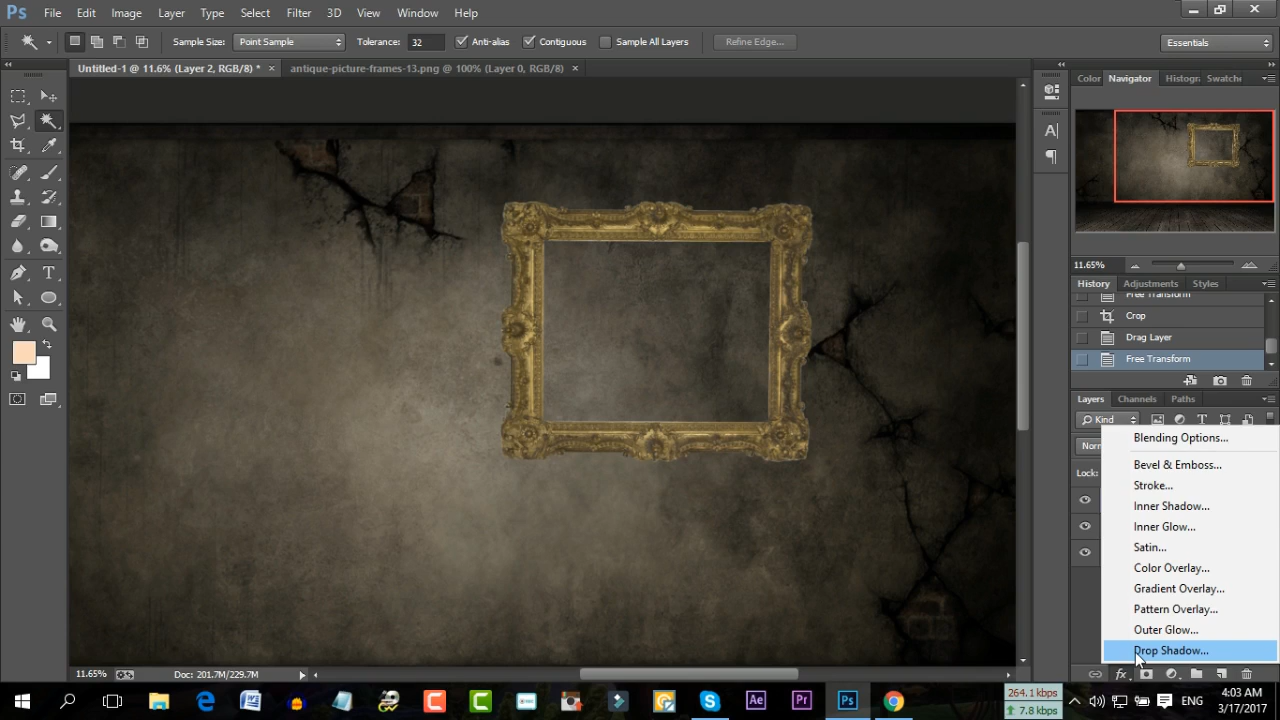 Ps File Edit Image Layer Type Select Filter 3D View Window Help
Sample Size: Point Sample Tolerance: 32 Anti-alias Contiguous Sample All Layers Refine Edge... Essentials
Untitled-1 @ 11.6% (Layer 2, RGB/8) * × antique-picture-frames-13.png @ 100% (Layer 0, RGB/8) ×
Color Navigator Histogr Swatche
11.65%
History Adjustments Styles
Free Transform
Crop
Drag Layer
Free Transform
Layers Channels Paths
Kind
Norm
Lock:
Blending Options...
Bevel & Emboss...
Stroke...
Inner Shadow...
Inner Glow...
Satin...
Color Overlay...
Gradient Overlay...
Pattern Overlay...
Outer Glow...
Drop Shadow...
11.65% Doc: 201.7M/229.7M
fx
Ae Pr Ps
264.1 kbps
7.8 kbps
ENG
4:03 AM
3/17/2017